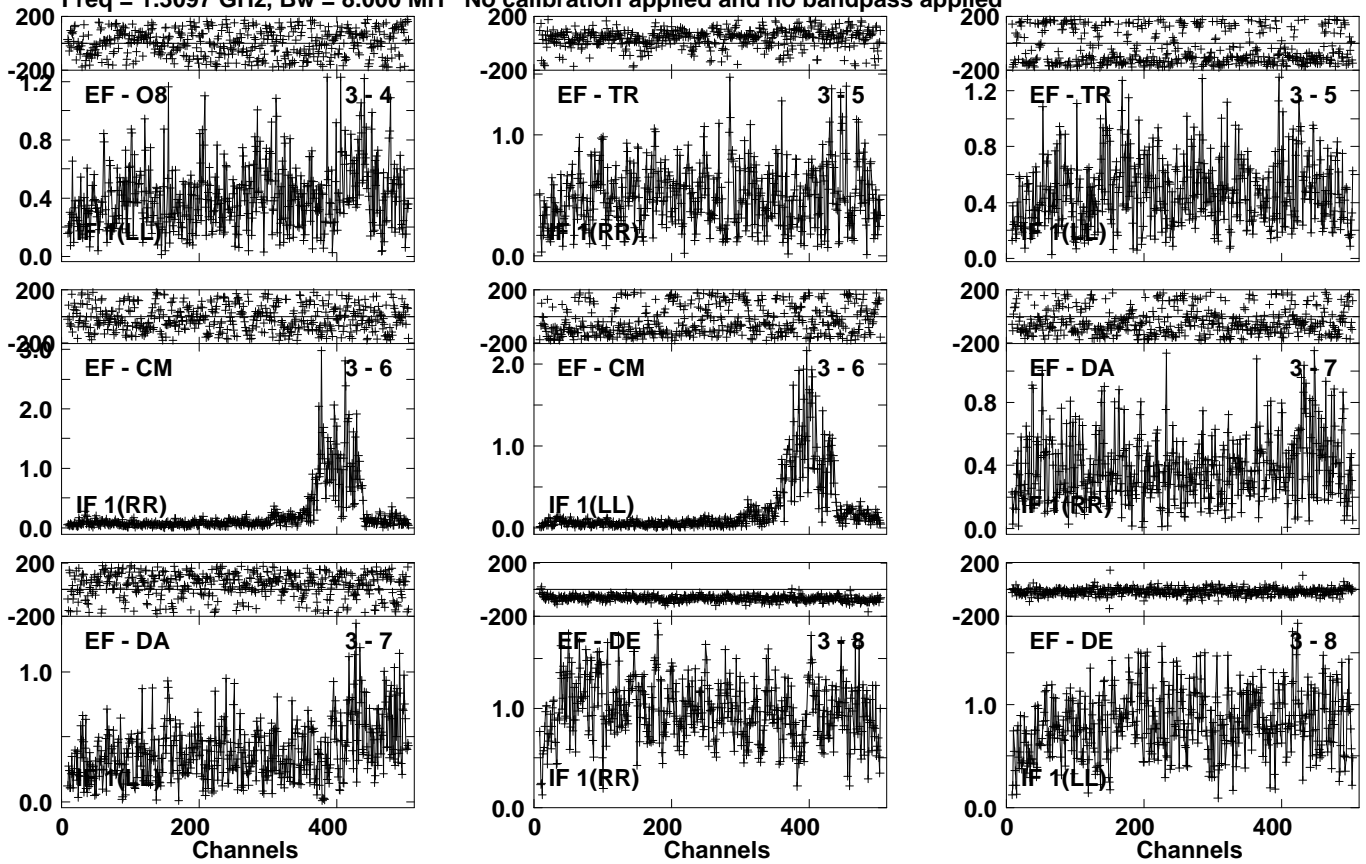 Freq = GHz, Bw = 8.000 MH No calibration applied and no bandpass applied
200
-200
EF - O8 3 - 4
1.2
0.8
0.4
0.0
IF 1(LL)
200
-200
EF - TR 3 - 5
1.0
0.0
IF 1(RR)
200
-200
EF - TR 3 - 5
1.2
0.8
0.4
0.0
IF 1(LL)
200
-200
EF - CM 3 - 6
3.0
2.0
1.0
0.0
IF 1(RR)
200
-200
EF - CM 3 - 6
2.0
1.0
0.0
IF 1(LL)
200
-200
EF - DA 3 - 7
0.8
0.4
0.0
IF 1(RR)
200
-200
EF - DA 3 - 7
1.0
0.0
IF 1(LL)
0 200 400
Channels
200
-200
EF - DE 3 - 8
1.0
0.0
IF 1(RR)
0 200 400
Channels
200
-200
EF - DE 3 - 8
1.0
0.0
IF 1(LL)
0 200 400
Channels